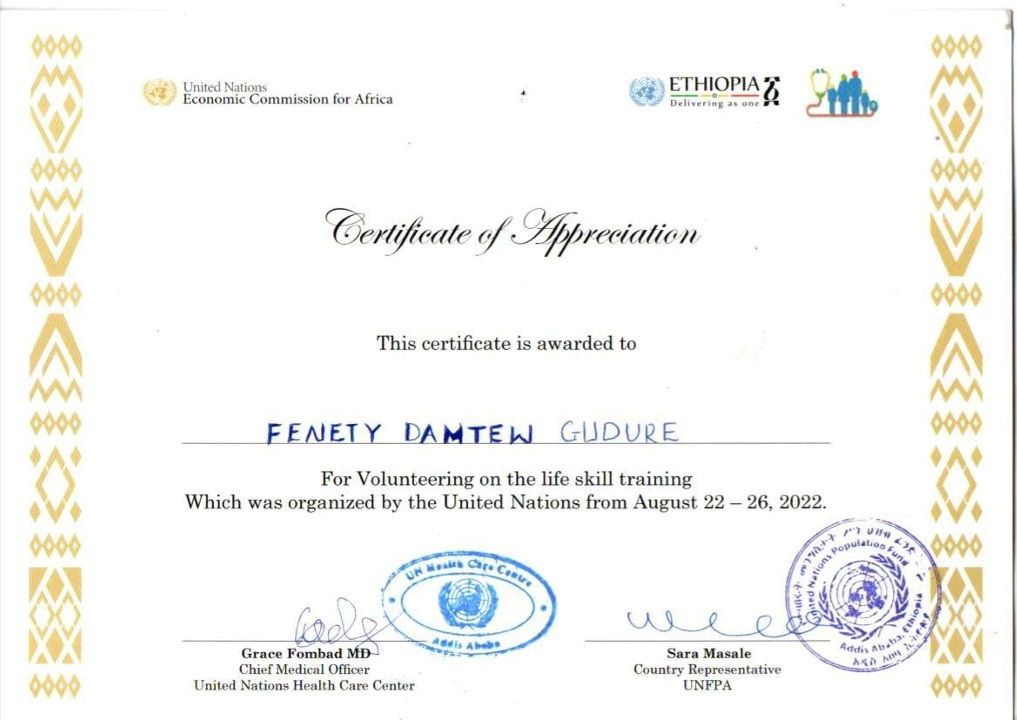 United Nations
Economic Commission for Africa
ETHIOPIA
Delivering as one
Certificate of Appreciation
This certificate is awarded to
FENETY DAMTEW GUDURE
For Volunteering on the life skill training
Which was organized by the United Nations from August 22 – 26, 2022.
UN Health Care Centre
Addis Ababa
United Nations Population Fund
Addis Ababa, Ethiopia
Grace Fombad MD
Chief Medical Officer
United Nations Health Care Center
Sara Masale
Country Representative
UNFPA